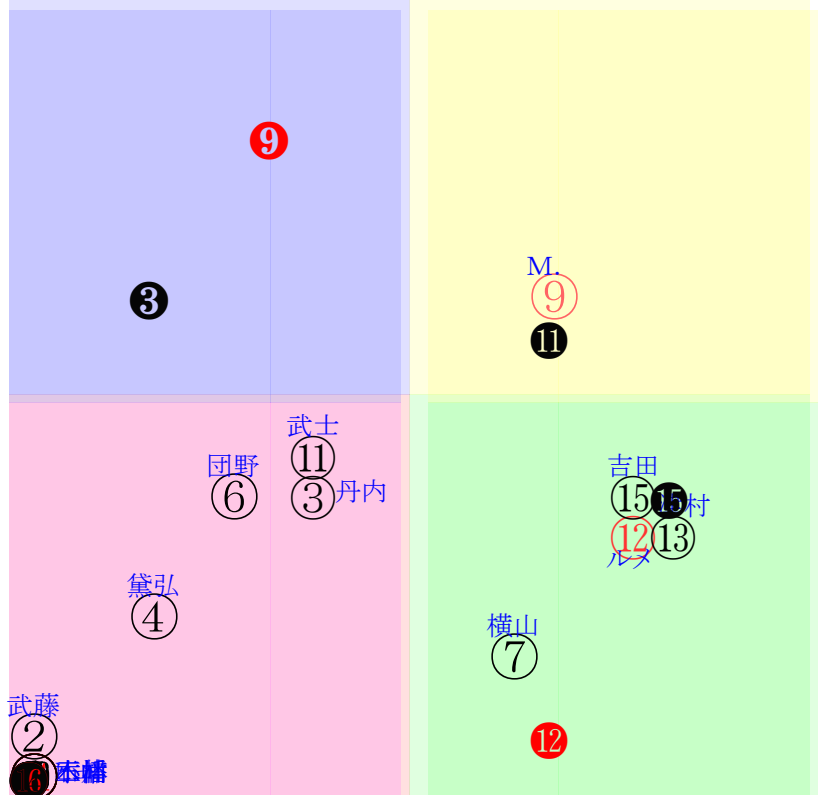 ❾
M.
❸
⑨
⓫
武士
団野
⑪
吉田
⑥
③
丹内
⑮
⓯
村
⑫
⑬
ルメ
黛弘
④
横山
⑦
武藤
②
⓬